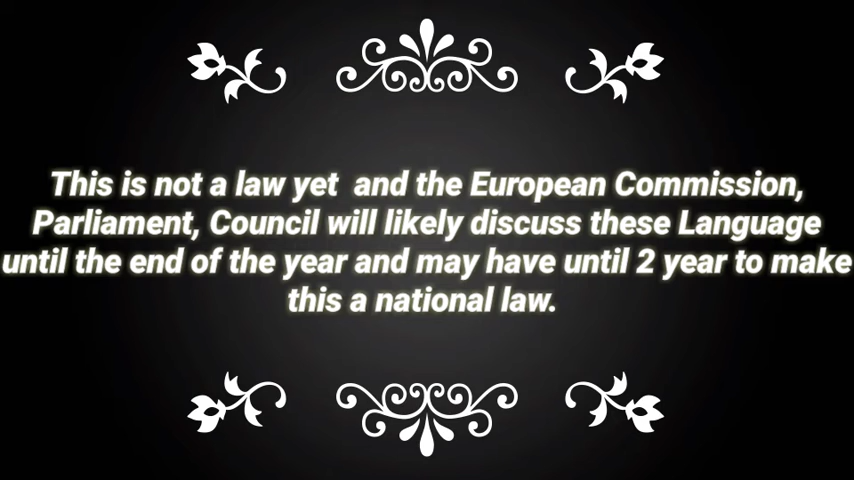 This is not a law yet  and the European Commission,
Parliament, Council will likely discuss these Language
until the end of the year and may have until 2 year to make
this a national law.